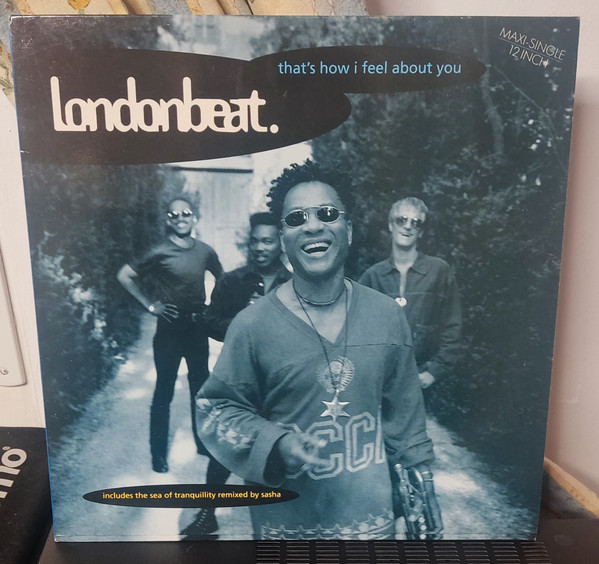 that's how i feel about you
MAXI-SINGLE
12 INCH
londonbeat.
includes the sea of tranquillity remixed by sasha